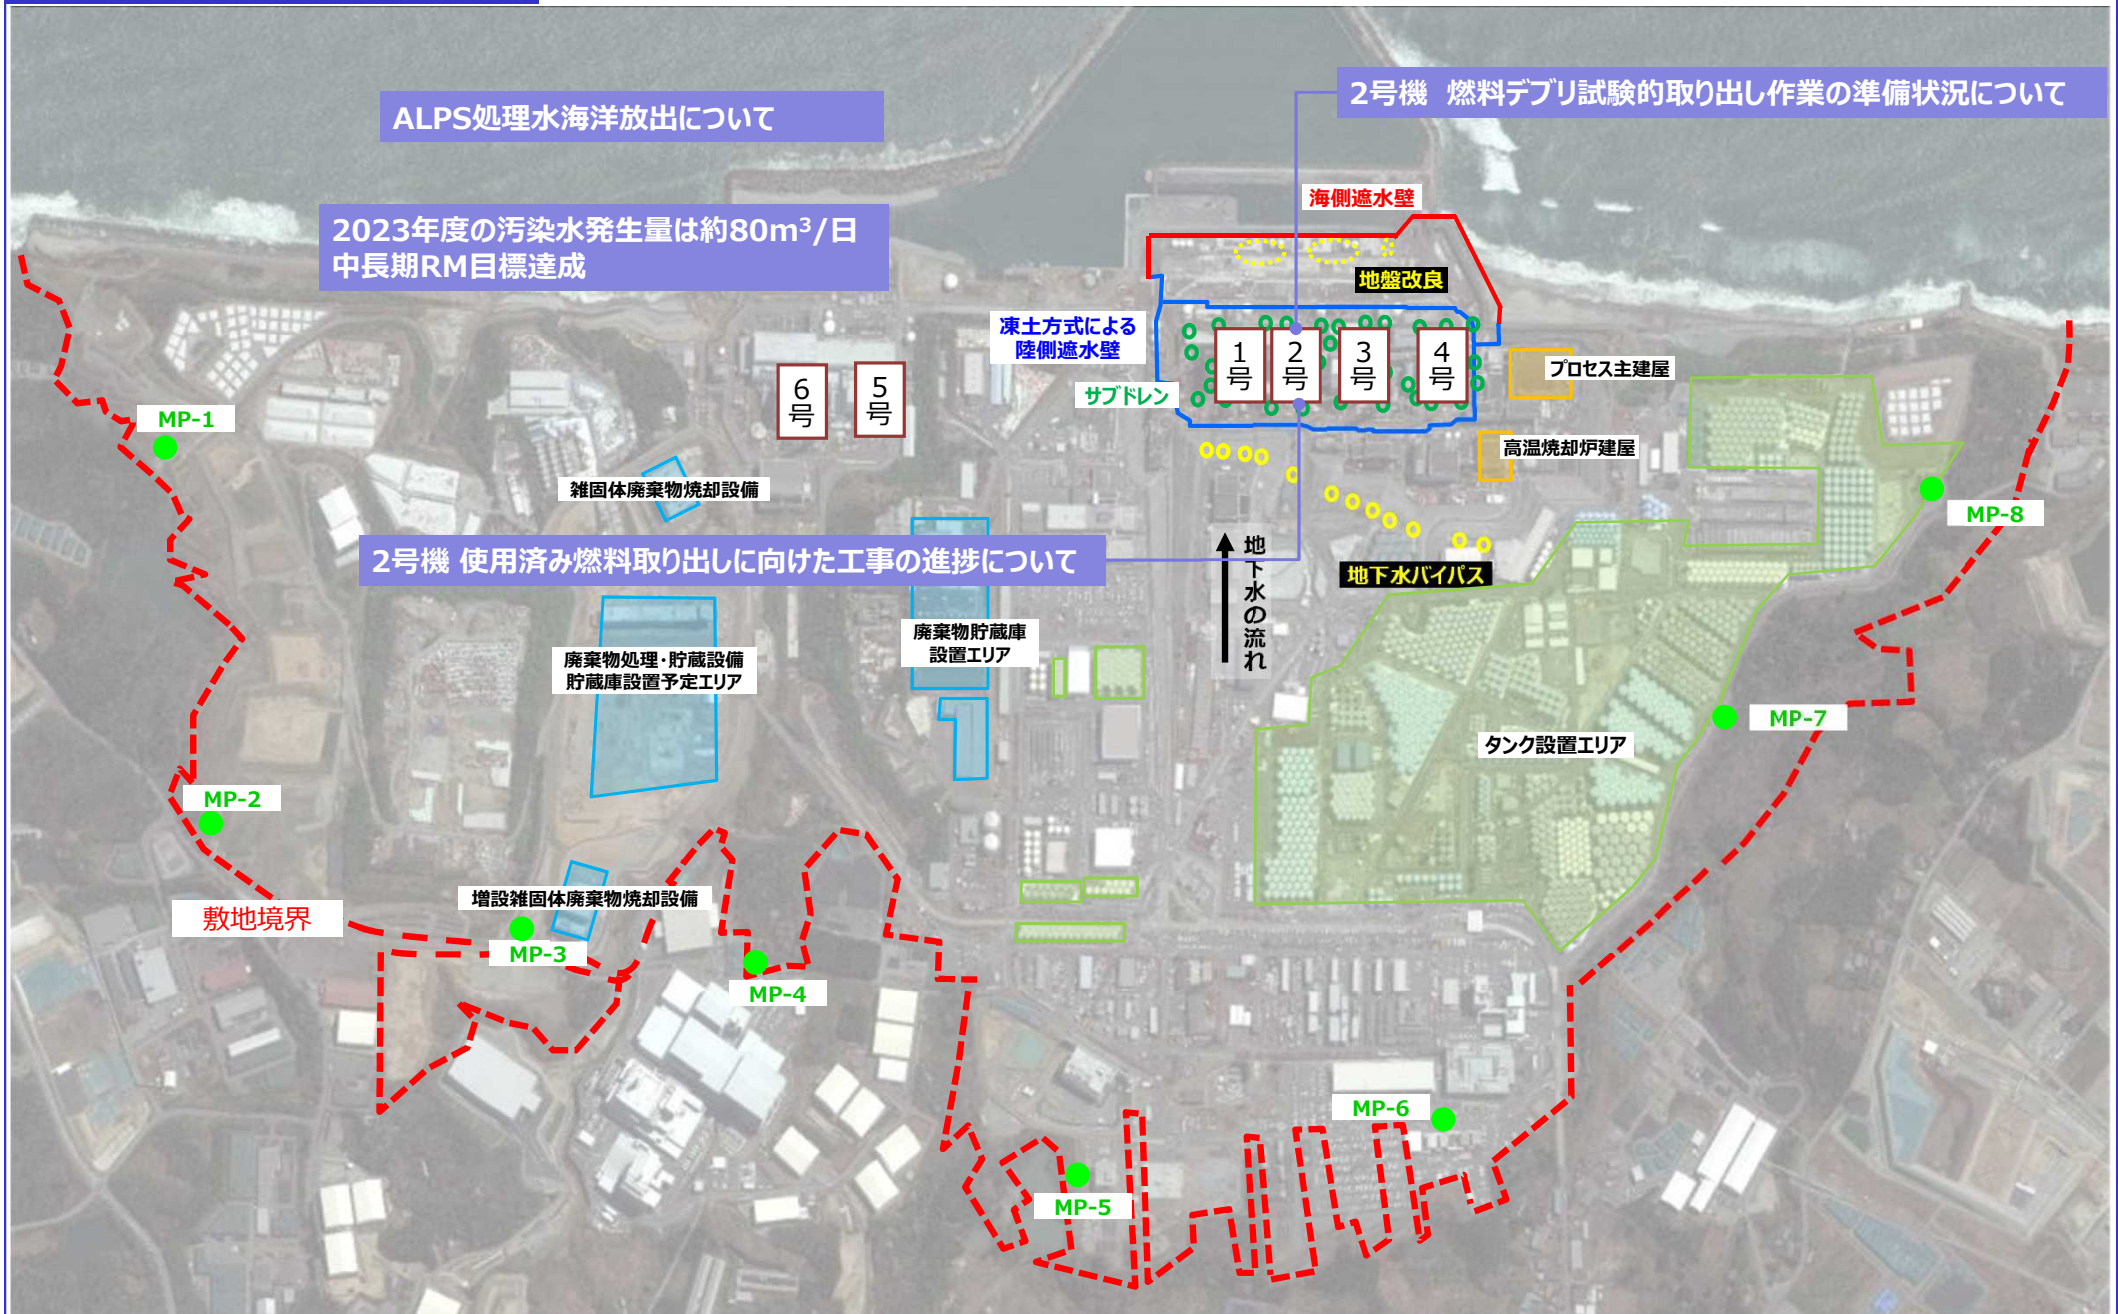 ALPS処理水海洋放出について
2号機 燃料デブリ試験的取り出し作業の準備状況について
2023年度の汚染水発生量は約80m³/日
中長期RM目標達成
海側遮水壁
地盤改良
凍土方式による
陸側遮水壁
サブドレン
1号
2号
3号
4号
6号
5号
プロセス主建屋
高温焼却炉建屋
MP-1
雑固体廃棄物焼却設備
MP-8
2号機 使用済み燃料取り出しに向けた工事の進捗について
地下水の流れ
地下水バイパス
廃棄物貯蔵庫
設置エリア
廃棄物処理・貯蔵設備
貯蔵庫設置予定エリア
MP-7
タンク設置エリア
MP-2
増設雑固体廃棄物焼却設備
敷地境界
MP-3
MP-4
MP-6
MP-5